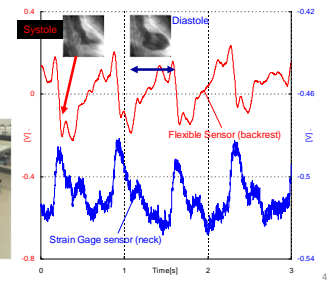 0.4
-0.42
Systole
Diastole
0
-0.46
Flexible Sensor (backrest)
[V]
[V]
-0.4
-0.5
Strain Gage sensor (neck)
-0.8
-0.54
0
1
Time[s]
2
3
4